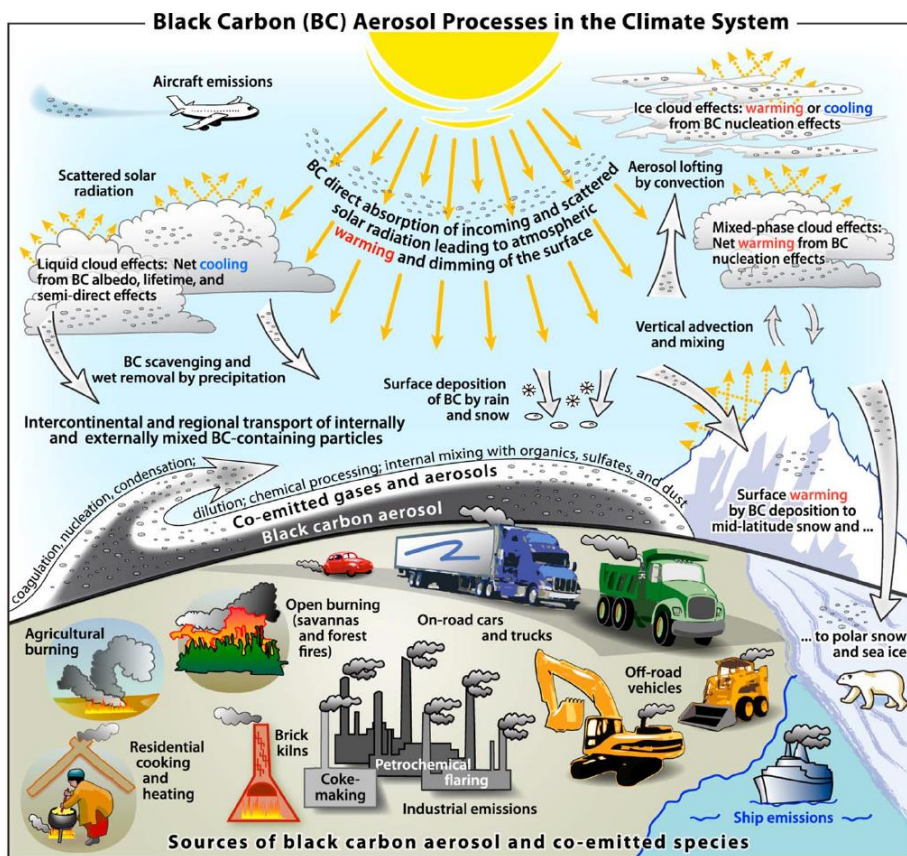 Black Carbon (BC) Aerosol Processes in the Climate System
Aircraft emissions
Ice cloud effects: warming or cooling
from BC nucleation effects
Scattered solar
radiation
BC direct absorption of incoming and scattered
solar radiation leading to atmospheric
warming and dimming of the surface
Aerosol lofting
by convection
Mixed-phase cloud effects:
Net warming from BC
nucleation effects
Liquid cloud effects: Net cooling
from BC albedo, lifetime, and
semi-direct effects
Vertical advection
and mixing
BC scavenging and
wet removal by precipitation
Surface deposition
of BC by rain
and snow
Intercontinental and regional transport of internally
and externally mixed BC-containing particles
coagulation, nucleation, condensation;
dilution; chemical processing; internal mixing with organics, sulfates, and dust
Co-emitted gases and aerosols
Black carbon aerosol
Surface warming
by BC deposition to
mid-latitude snow and ...
... to polar snow
and sea ice
Agricultural
burning
Open burning
(savannas
and forest
fires)
On-road cars
and trucks
Off-road
vehicles
Residential
cooking
and
heating
Brick
kilns
Coke-
making
Petrochemical
flaring
Industrial emissions
Ship emissions
Sources of black carbon aerosol and co-emitted species